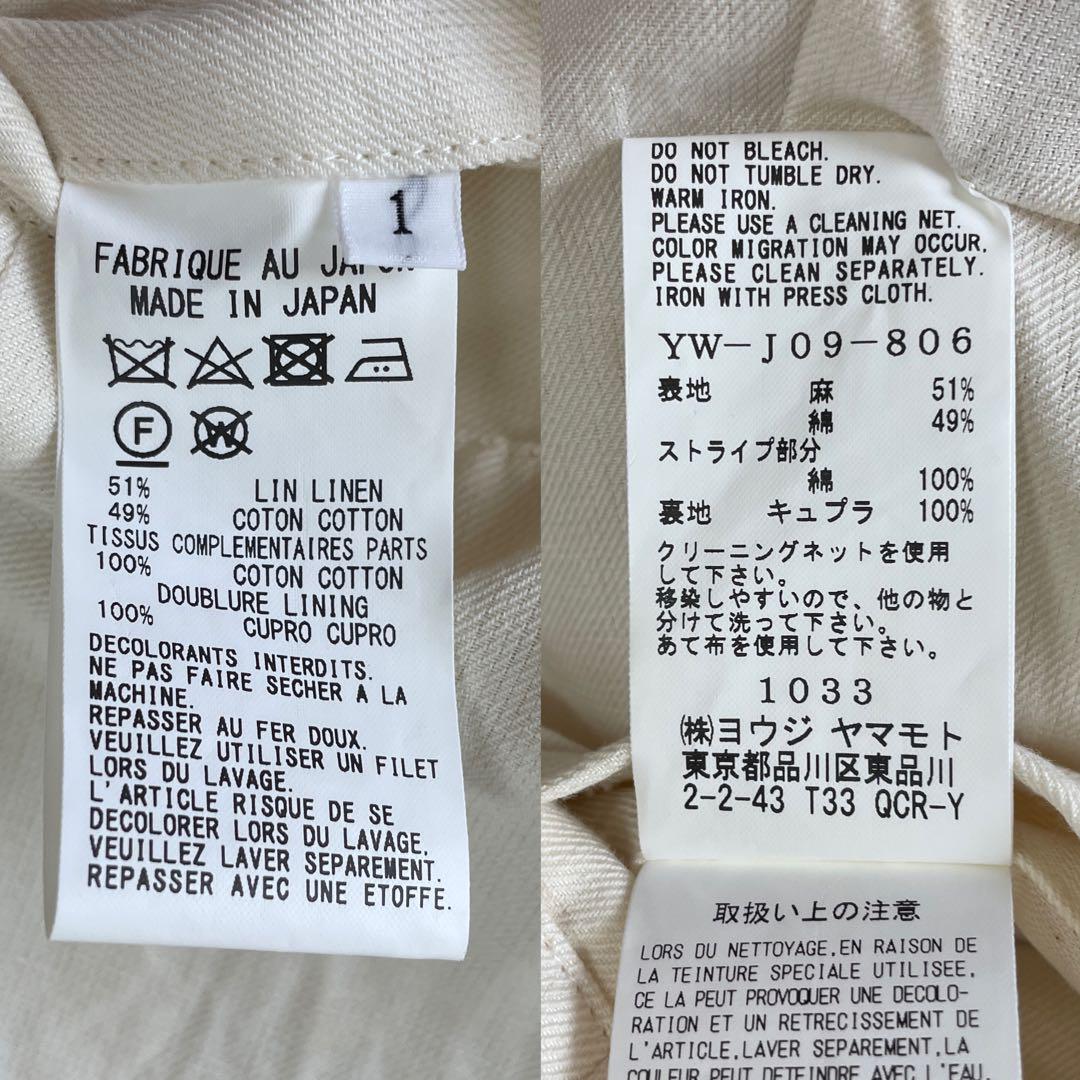 1
FABRIQUE AU JAPON
MADE IN JAPAN
F
W
51% LIN LINEN
49% COTON COTTON
TISSUS COMPLEMENTAIRES PARTS
100% COTON COTTON
DOUBLURE LINING
100% CUPRO CUPRO
DECOLORANTS INTERDITS.
NE PAS FAIRE SECHER A LA
MACHINE.
REPASSER AU FER DOUX.
VEUILLEZ UTILISER UN FILET
LORS DU LAVAGE.
L'ARTICLE RISQUE DE SE
DECOLORER LORS DU LAVAGE.
VEUILLEZ LAVER SEPAREMENT.
REPASSER AVEC UNE ETOFFE.
DO NOT BLEACH.
DO NOT TUMBLE DRY.
WARM IRON.
PLEASE USE A CLEANING NET.
COLOR MIGRATION MAY OCCUR.
PLEASE CLEAN SEPARATELY.
IRON WITH PRESS CLOTH.
YW-J09-806
表地 麻 51%
綿 49%
ストライプ部分
綿 100%
裏地 キュプラ 100%
クリーニングネットを使用
して下さい。
移染しやすいので、他の物と
分けて洗って下さい。
あて布を使用して下さい。
1033
㈱ヨウジ ヤマモト
東京都品川区東品川
2-2-43 T33 QCR-Y
取扱い上の注意
LORS DU NETTOYAGE,EN RAISON DE
LA TEINTURE SPECIALE UTILISEE,
CE LA PEUT PROVOQUER UNE DECOLO-
RATION ET UN RETRECISSEMENT DE
L'ARTICLE,LAVER SEPAREMENT,LA
COULEUR PEUT DETEINDRE AVEC L'EAU,